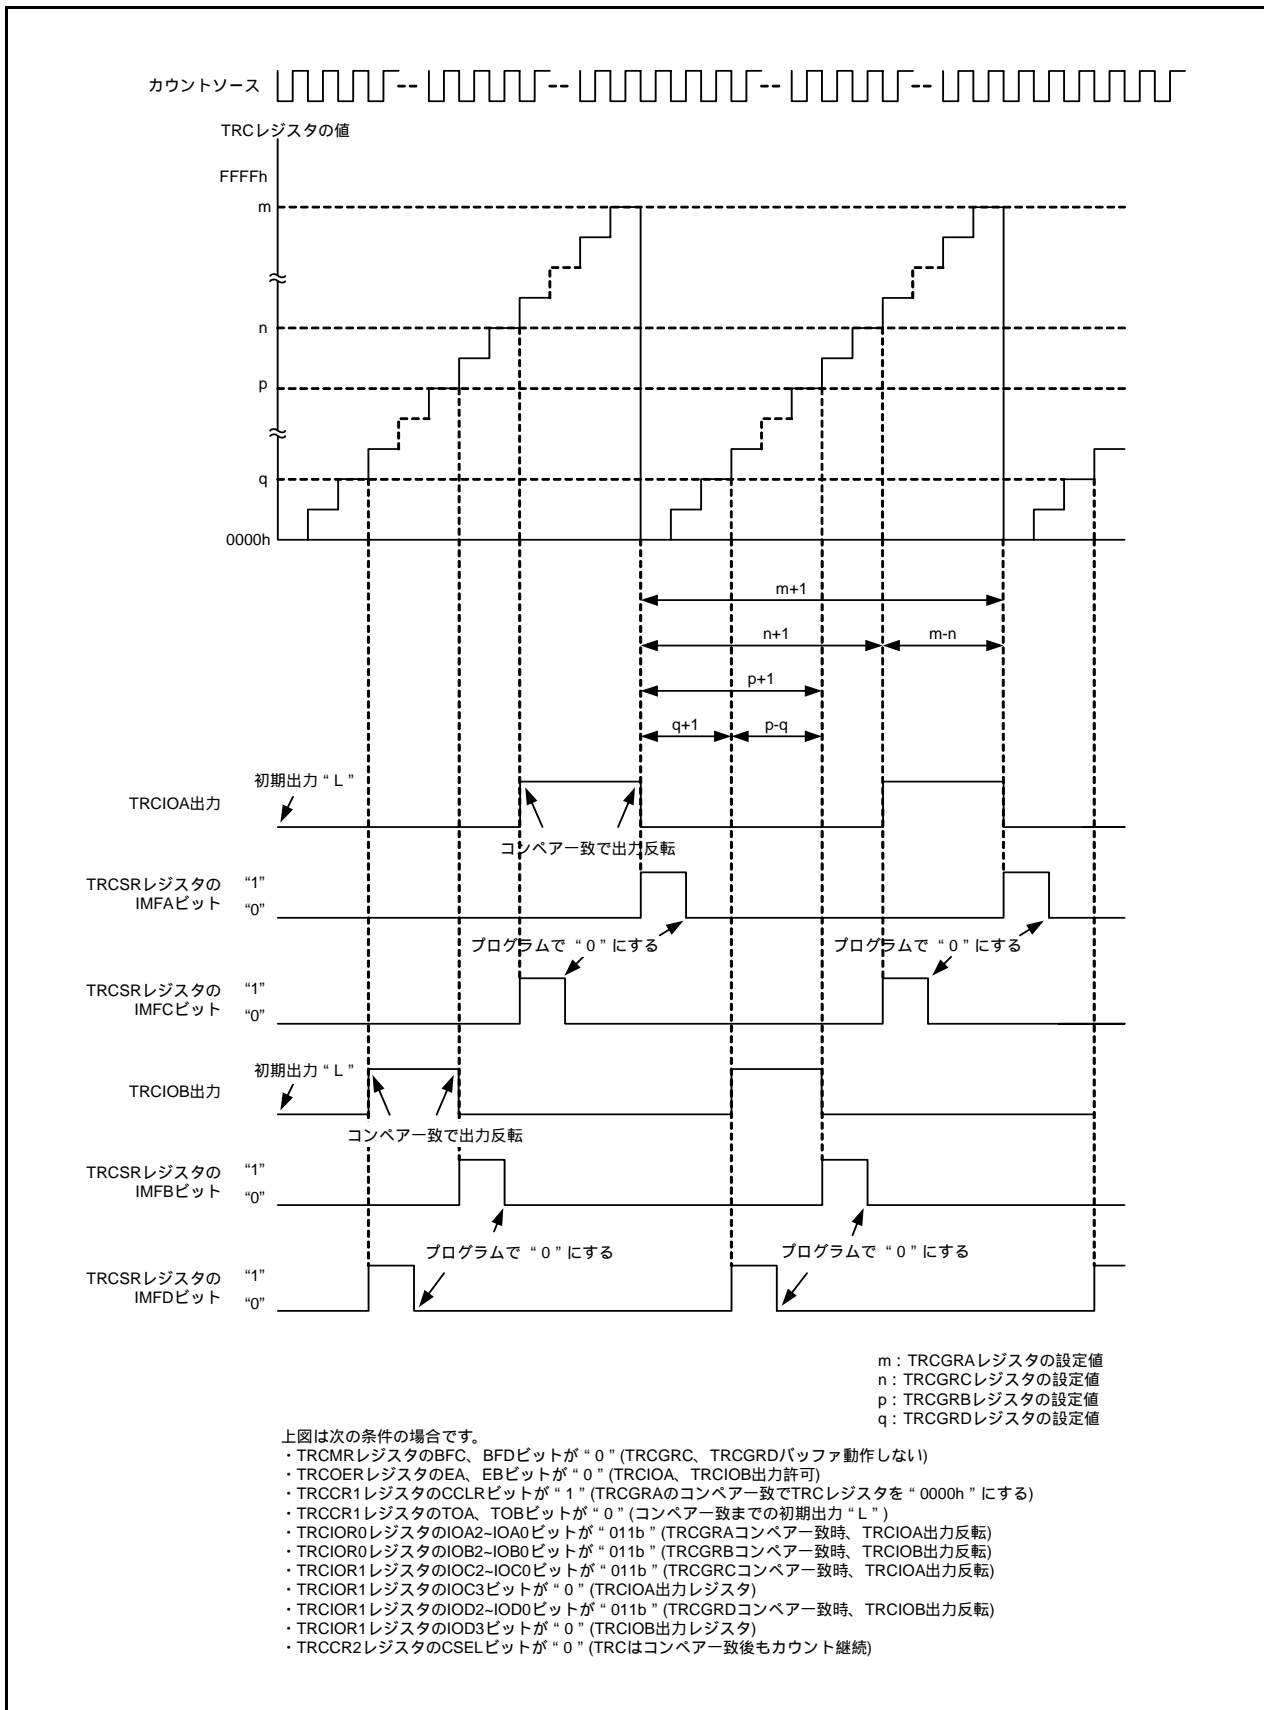 カウントソース
TRCレジスタの値
FFFFh
m
n
p
q
0000h
m+1
n+1
m-n
p+1
q+1
p-q
初期出力 “ L ”
TRCIOA出力
コンペア一致で出力反転
TRCSRレジスタの
IMFAビット
“1”
“0”
プログラムで “ 0 ” にする
プログラムで “ 0 ” にする
TRCSRレジスタの
IMFCビット
“1”
“0”
初期出力 “ L ”
TRCIOB出力
コンペア一致で出力反転
TRCSRレジスタの
IMFBビット
“1”
“0”
プログラムで “ 0 ” にする
プログラムで “ 0 ” にする
TRCSRレジスタの
IMFDビット
“1”
“0”
m : TRCGRAレジスタの設定値
n : TRCGRCレジスタの設定値
p : TRCGRBレジスタの設定値
q : TRCGRDレジスタの設定値
上図は次の条件の場合です。
・TRCMRレジスタのBFC、BFDビットが “ 0 ” (TRCGRC、TRCGRDバッファ動作しない)
・TRCOERレジスタのEA、EBビットが “ 0 ” (TRCIOA、TRCIOB出力許可)
・TRCCR1レジスタのCCLRビットが “ 1 ” (TRCGRAのコンペア一致でTRCレジスタを “ 0000h ” にする)
・TRCCR1レジスタのTOA、TOBビットが “ 0 ” (コンペア一致までの初期出力 “ L ” )
・TRCIOR0レジスタのIOA2~IOA0ビットが “ 011b ” (TRCGRAコンペア一致時、TRCIOA出力反転)
・TRCIOR0レジスタのIOB2~IOB0ビットが “ 011b ” (TRCGRBコンペア一致時、TRCIOB出力反転)
・TRCIOR1レジスタのIOC2~IOC0ビットが “ 011b ” (TRCGRCコンペア一致時、TRCIOA出力反転)
・TRCIOR1レジスタのIOC3ビットが “ 0 ” (TRCIOA出力レジスタ)
・TRCIOR1レジスタのIOD2~IOD0ビットが “ 011b ” (TRCGRDコンペア一致時、TRCIOB出力反転)
・TRCIOR1レジスタのIOD3ビットが “ 0 ” (TRCIOB出力レジスタ)
・TRCCR2レジスタのCSELビットが “ 0 ” (TRCはコンペア一致後もカウント継続)